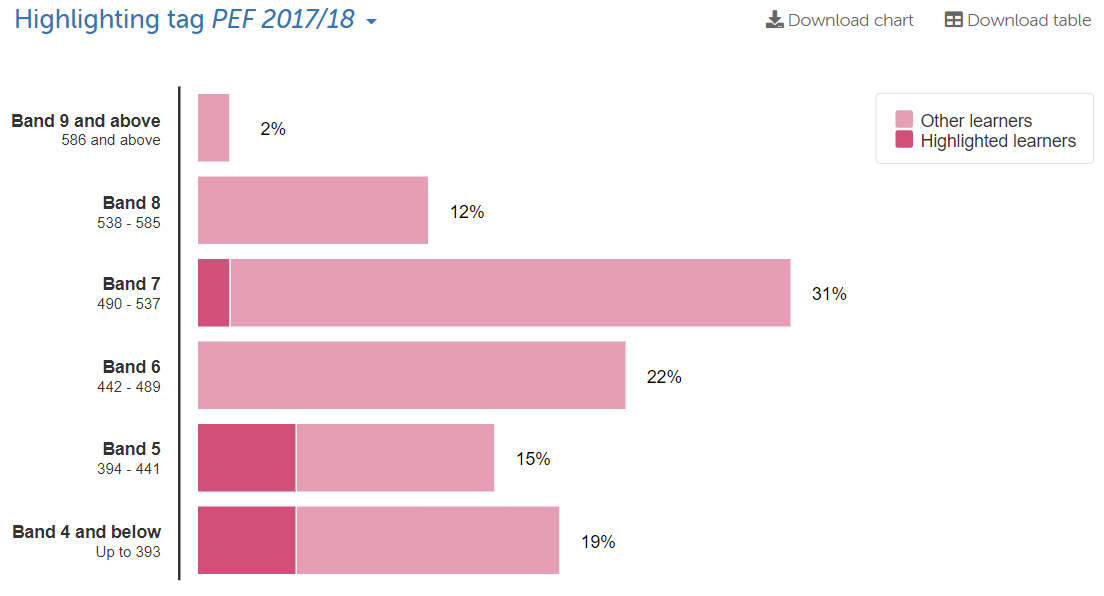 Highlighting tag PEF 2017/18
Download chart
Download table
Other learners
Highlighted learners
Band 9 and above
586 and above
2%
Band 8
538 - 585
12%
Band 7
490 - 537
31%
Band 6
442 - 489
22%
Band 5
394 - 441
15%
Band 4 and below
Up to 393
19%